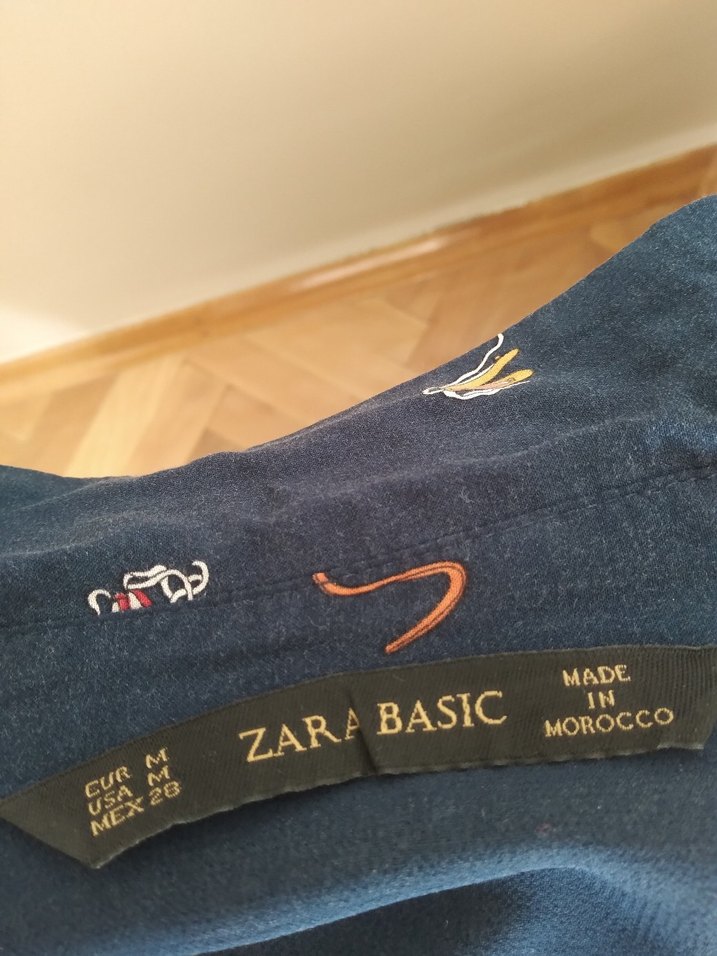 EUR M
USA M
MEX 28
ZARA BASIC
MADE
IN
MOROCCO